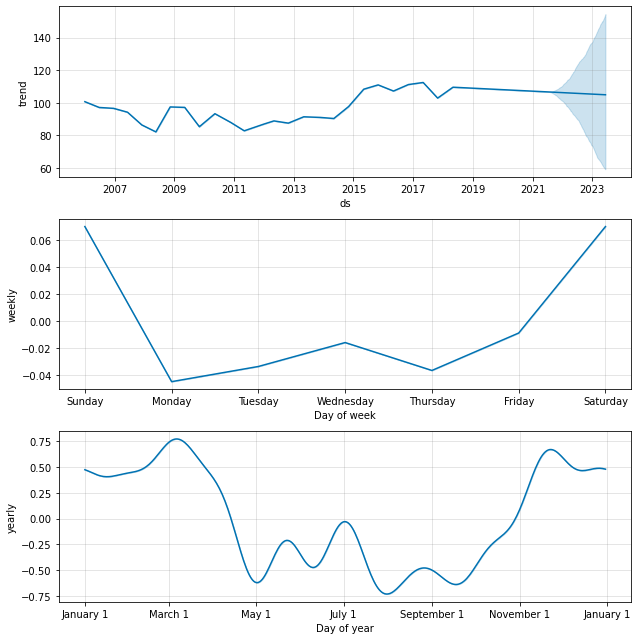 140
120
100
80
60
trend
2007 2009 2011 2013 2015 2017 2019 2021 2023
ds
0.06
0.04
0.02
0.00
−0.02
−0.04
weekly
Sunday Monday Tuesday Wednesday Thursday Friday Saturday
Day of week
0.75
0.50
0.25
0.00
−0.25
−0.50
−0.75
yearly
January 1 March 1 May 1 July 1 September 1 November 1 January 1
Day of year